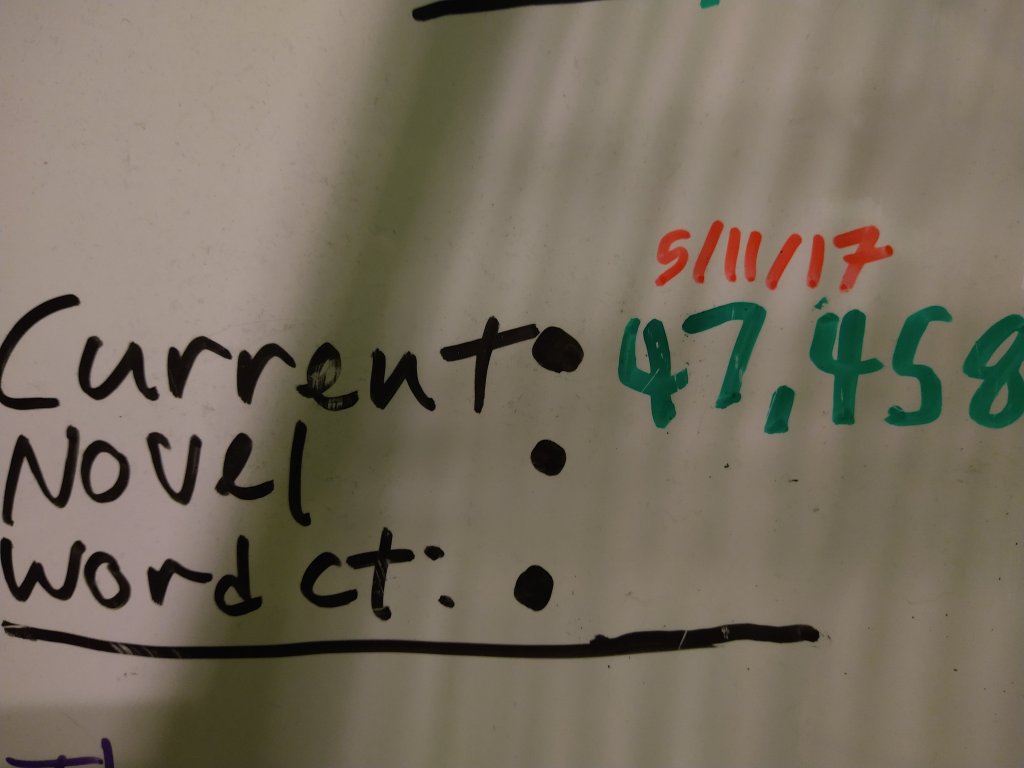 5/11/17
Current • 47,458
Novel •
Word ct: •